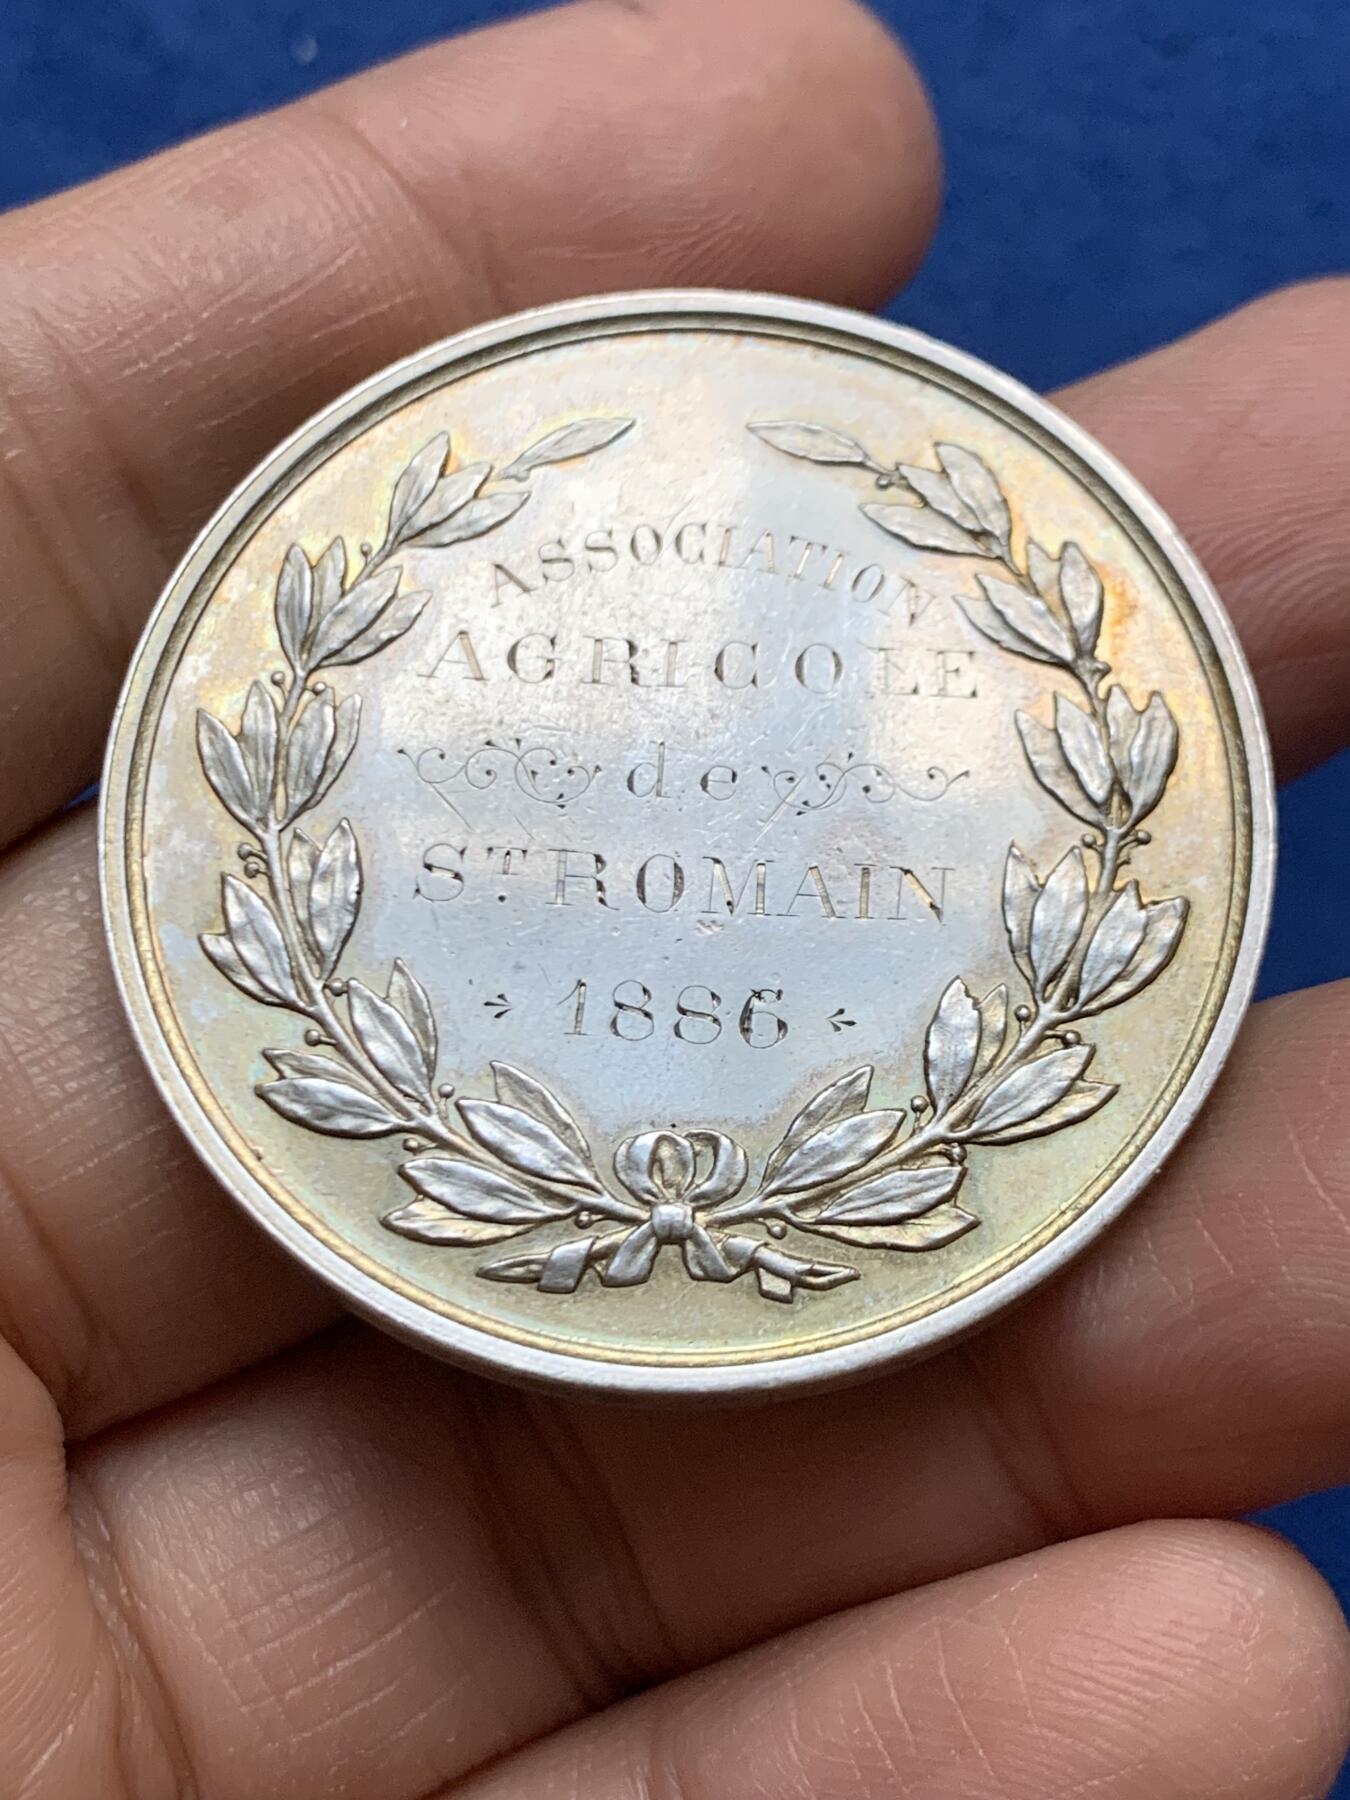 ASSOCIATION
AGRICOLE
de
ST. ROMAIN
1886